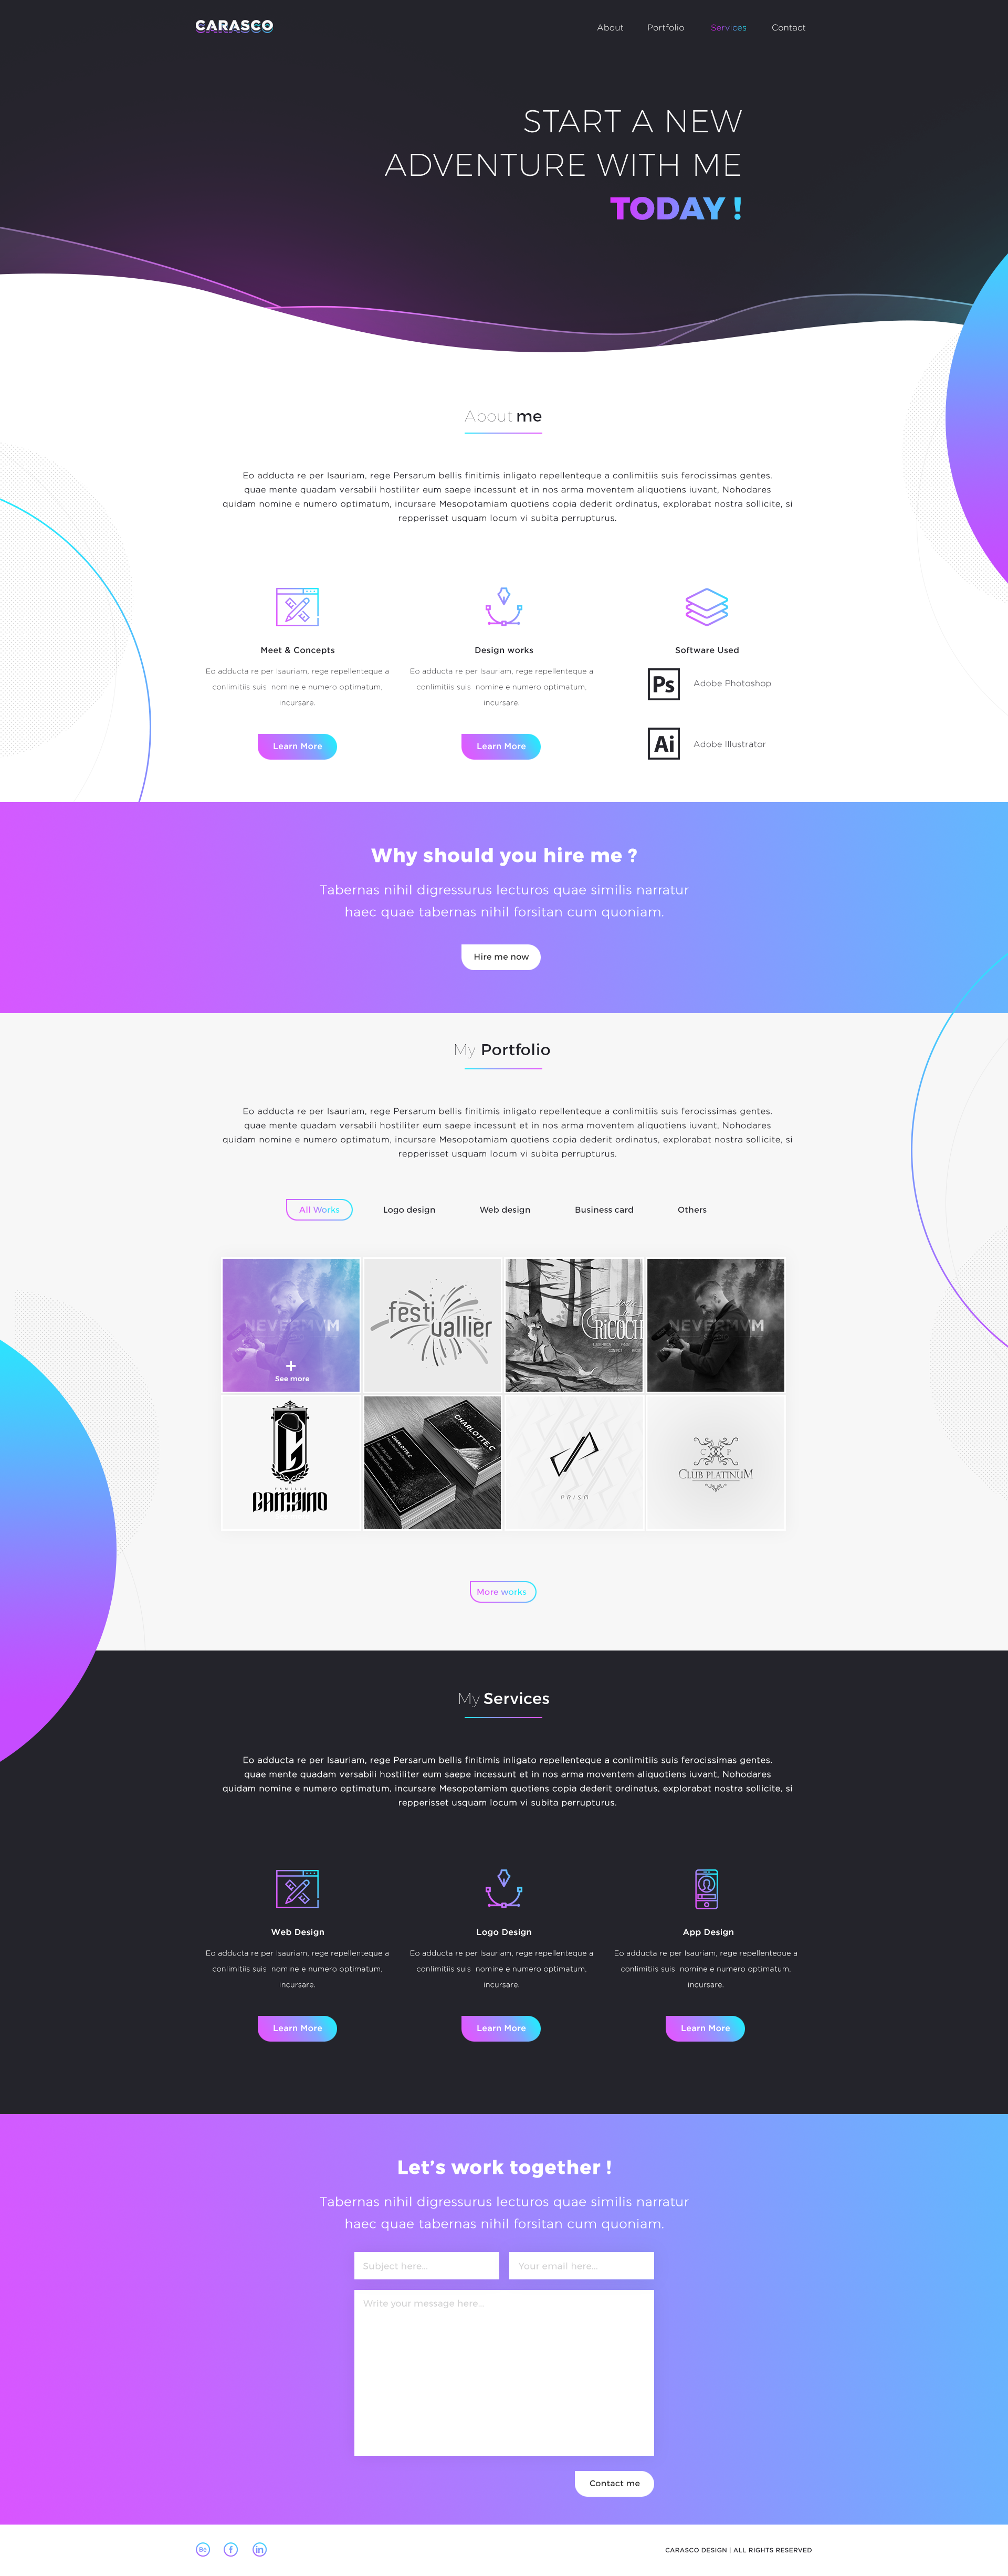 CARASCO
About Portfolio Services Contact
START A NEW
ADVENTURE WITH ME
TODAY !
About me
Eo adducta re per Isauriam, rege Persarum bellis finitimis inligato repellenteque a conlimitiis suis ferocissimas gentes.
quae mente quadam versabili hostiliter eum saepe incessunt et in nos arma moventem aliquotiens iuvant, Nohodares
quidam nomine e numero optimatum, incursare Mesopotamiam quotiens copia dederit ordinatus, explorabat nostra sollicite, si
repperisset usquam locum vi subita perrupturus.
Meet & Concepts
Eo adducta re per Isauriam, rege repellenteque a
conlimitiis suis nomine e numero optimatum,
incursare.
Learn More
Design works
Eo adducta re per Isauriam, rege repellenteque a
conlimitiis suis nomine e numero optimatum,
incursare.
Learn More
Software Used
Ps Adobe Photoshop
Ai Adobe Illustrator
Why should you hire me ?
Tabernas nihil digressurus lecturos quae similis narratur
haec quae tabernas nihil forsitan cum quoniam.
Hire me now
My Portfolio
Eo adducta re per Isauriam, rege Persarum bellis finitimis inligato repellenteque a conlimitiis suis ferocissimas gentes.
quae mente quadam versabili hostiliter eum saepe incessunt et in nos arma moventem aliquotiens iuvant, Nohodares
quidam nomine e numero optimatum, incursare Mesopotamiam quotiens copia dederit ordinatus, explorabat nostra sollicite, si
repperisset usquam locum vi subita perrupturus.
All Works Logo design Web design Business card Others
NEVERMVM
See more
festi
vallier
RICOCH
NEVERMVM
FAMILLE
GAMBINO
CHARLOTTE.C
CHARLOTTE.C
PRISM
C P
CLUB PLATINUM
More works
My Services
Eo adducta re per Isauriam, rege Persarum bellis finitimis inligato repellenteque a conlimitiis suis ferocissimas gentes.
quae mente quadam versabili hostiliter eum saepe incessunt et in nos arma moventem aliquotiens iuvant, Nohodares
quidam nomine e numero optimatum, incursare Mesopotamiam quotiens copia dederit ordinatus, explorabat nostra sollicite, si
repperisset usquam locum vi subita perrupturus.
Web Design
Eo adducta re per Isauriam, rege repellenteque a
conlimitiis suis nomine e numero optimatum,
incursare.
Learn More
Logo Design
Eo adducta re per Isauriam, rege repellenteque a
conlimitiis suis nomine e numero optimatum,
incursare.
Learn More
App Design
Eo adducta re per Isauriam, rege repellenteque a
conlimitiis suis nomine e numero optimatum,
incursare.
Learn More
Let's work together !
Tabernas nihil digressurus lecturos quae similis narratur
haec quae tabernas nihil forsitan cum quoniam.
Subject here... Your email here...
Write your message here...
Contact me
Be f in
CARASCO DESIGN | ALL RIGHTS RESERVED